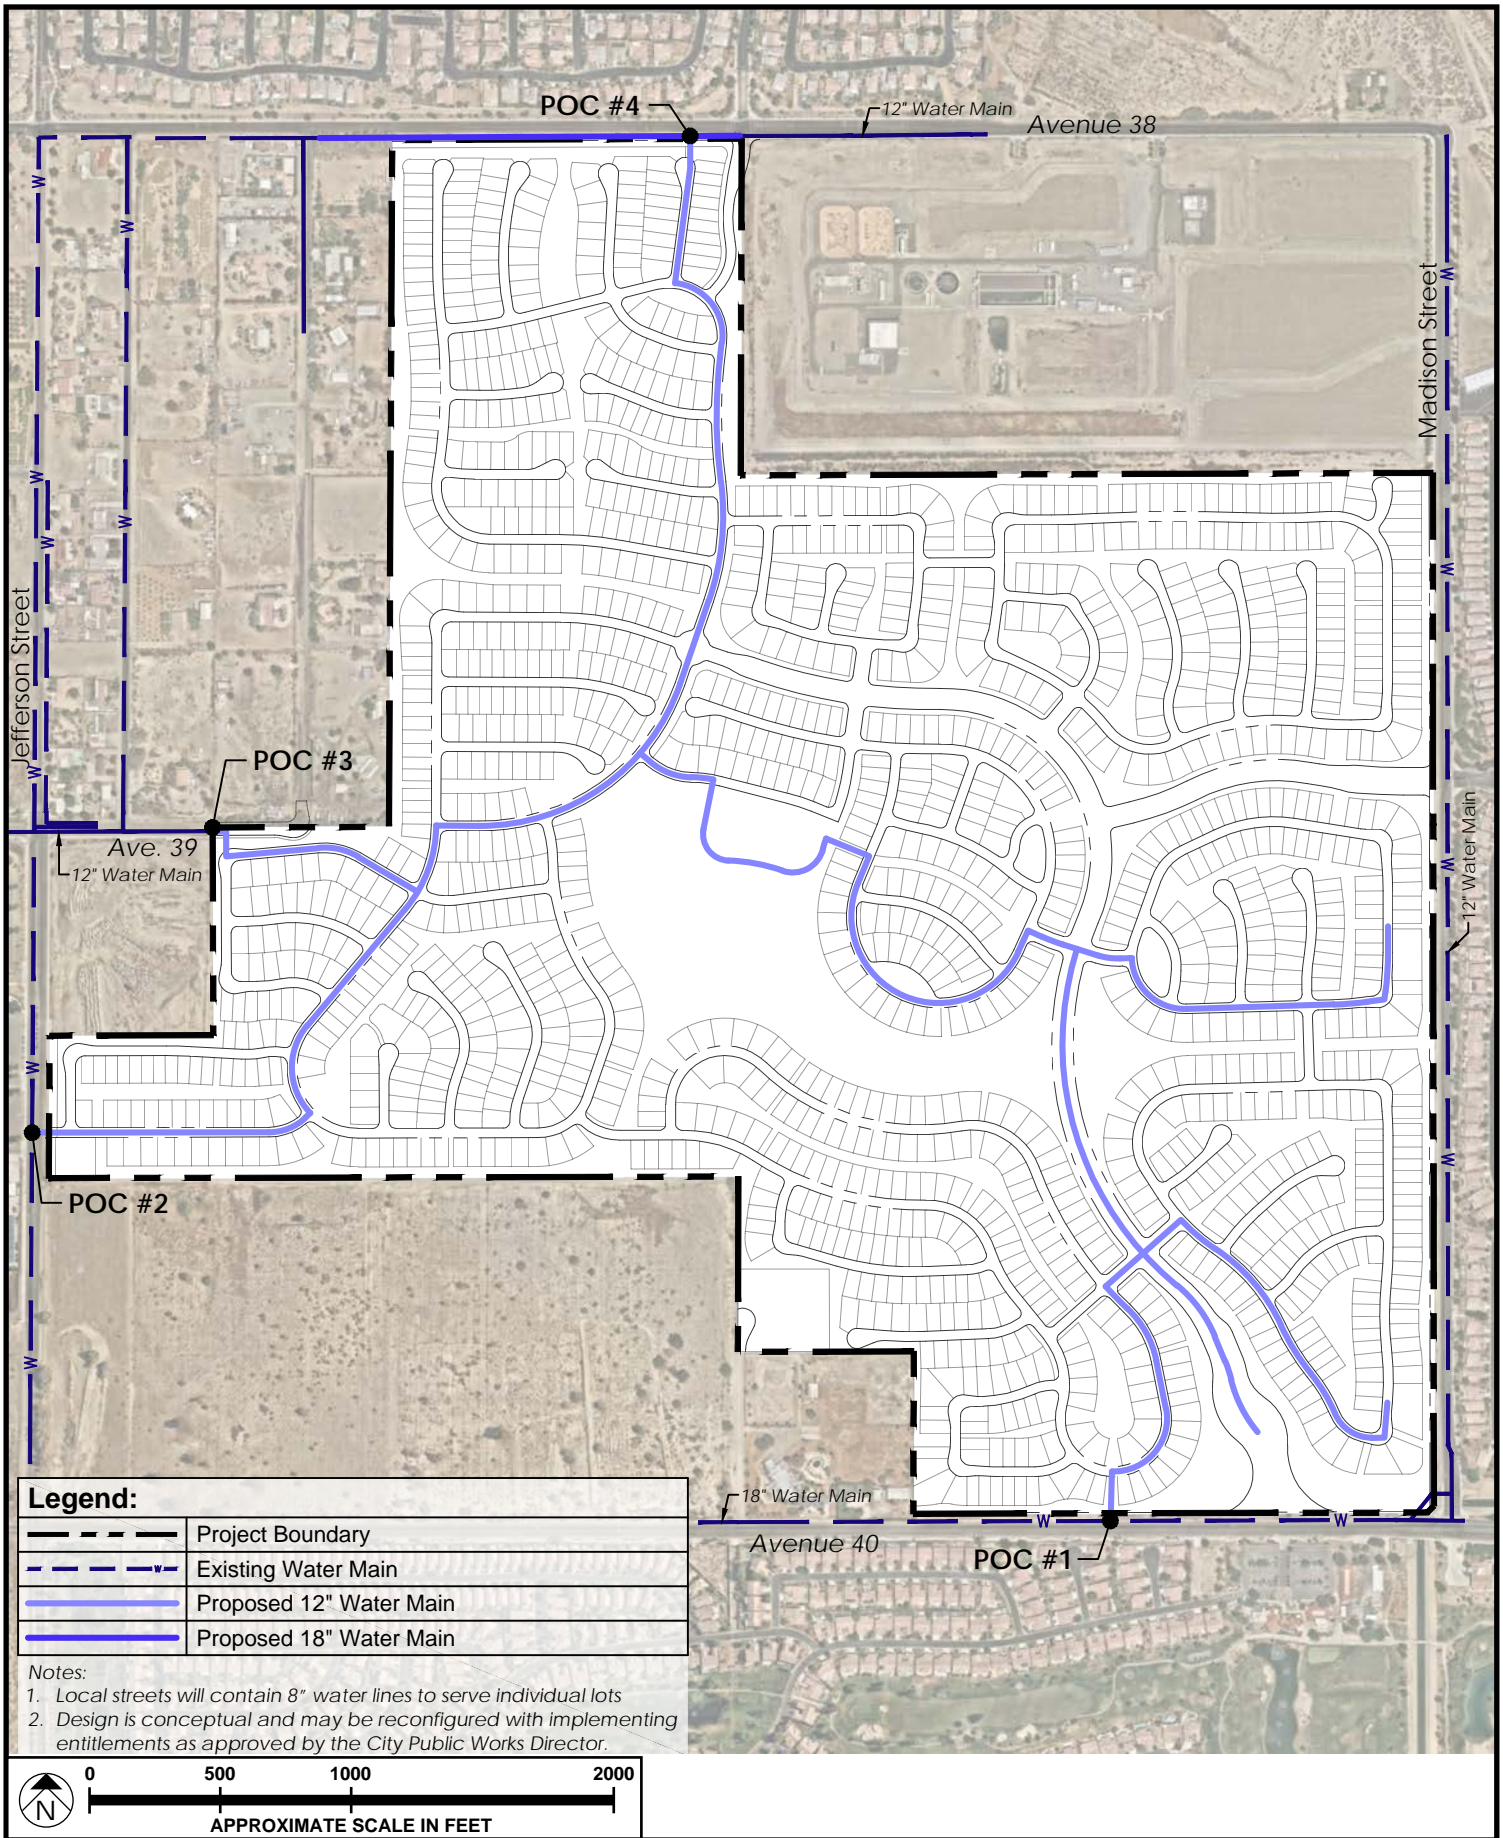 POC #4
12" Water Main
Avenue 38
W
W
W
Madison Street
W
W
W
W
Jefferson Street
W
W
POC #3
Ave. 39
12" Water Main
12" Water Main
W
W
POC #2
W
W
18" Water Main
W
W
Avenue 40
POC #1
Legend:
Project Boundary
W
Existing Water Main
Proposed 12" Water Main
Proposed 18" Water Main
Notes:
1. Local streets will contain 8" water lines to serve individual lots
2. Design is conceptual and may be reconfigured with implementing
entitlements as approved by the City Public Works Director.
N
0 500 1000 2000
APPROXIMATE SCALE IN FEET